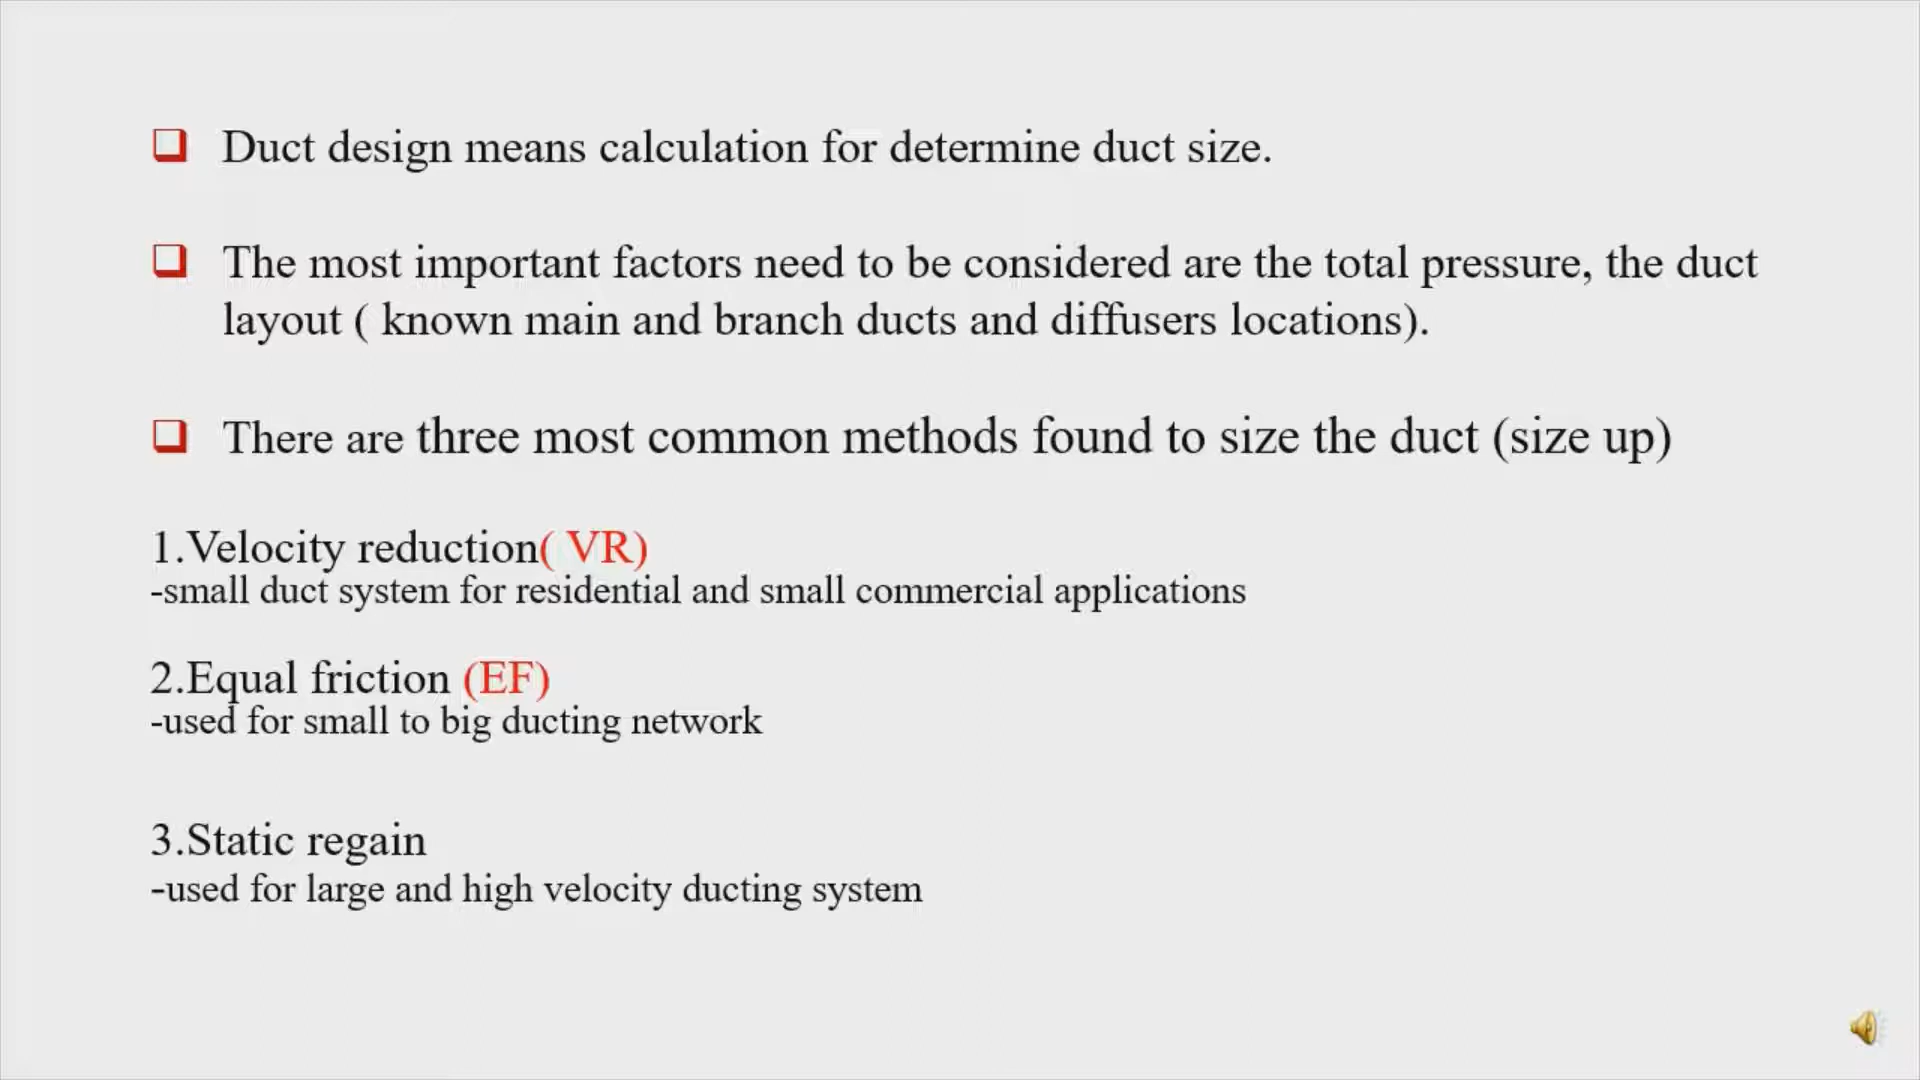 Duct design means calculation for determine duct size.
The most important factors need to be considered are the total pressure, the duct
layout ( known main and branch ducts and diffusers locations).
There are three most common methods found to size the duct (size up)
1.Velocity reduction( VR)
-small duct system for residential and small commercial applications
2.Equal friction (EF)
-used for small to big ducting network
3.Static regain
-used for large and high velocity ducting system